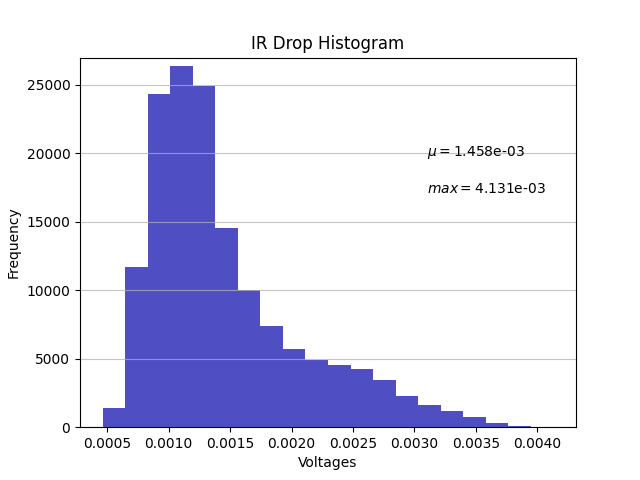 IR Drop Histogram
25000
20000
15000
10000
5000
0
Frequency
μ = 1.458e-03
max = 4.131e-03
0.0005 0.0010 0.0015 0.0020 0.0025 0.0030 0.0035 0.0040
Voltages